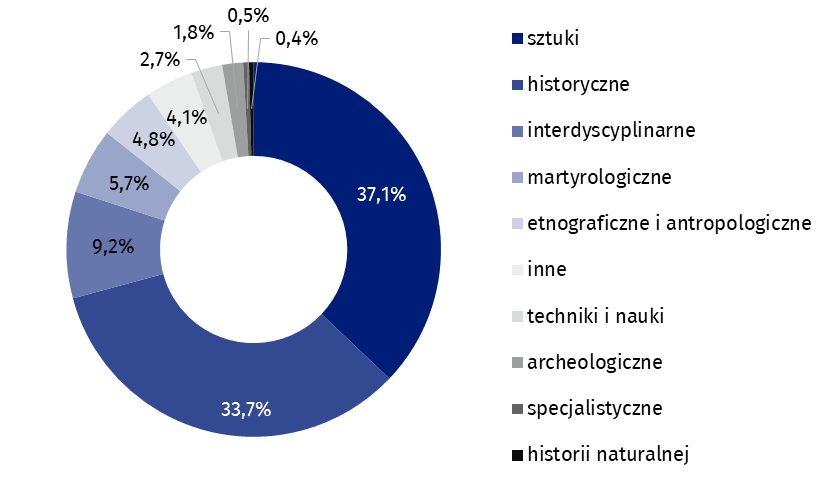 0,5%
1,8%
0,4%
2,7%
4,1%
4,8%
5,7%
37,1%
9,2%
33,7%
sztuki
historyczne
interdyscyplinarne
martyrologiczne
etnograficzne i antropologiczne
inne
techniki i nauki
archeologiczne
specjalistyczne
historii naturalnej